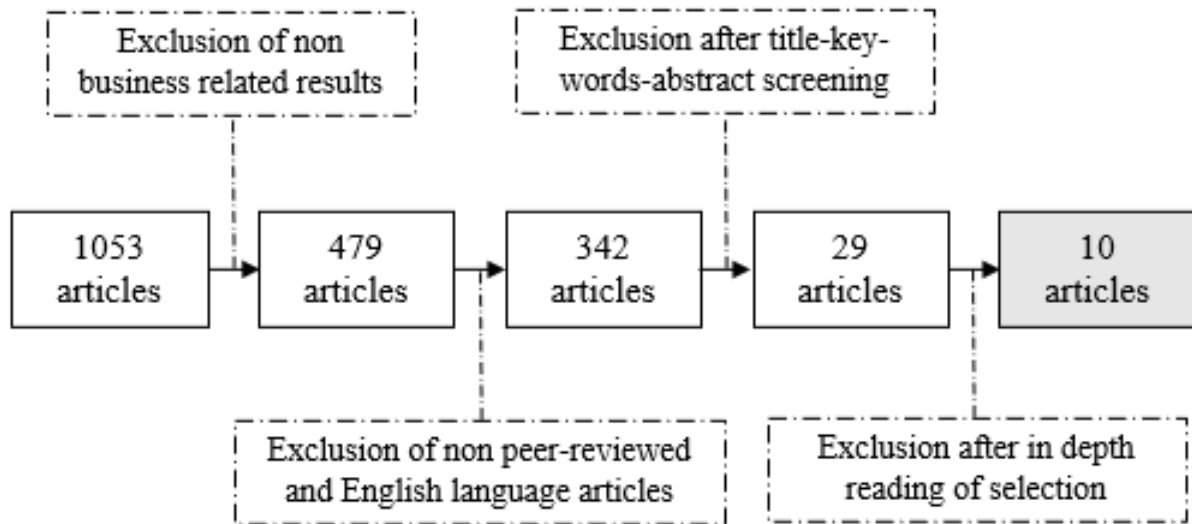 Exclusion of non
business related results
Exclusion after title-key-
words-abstract screening
1053
articles
479
articles
342
articles
29
articles
10
articles
Exclusion of non peer-reviewed
and English language articles
Exclusion after in depth
reading of selection